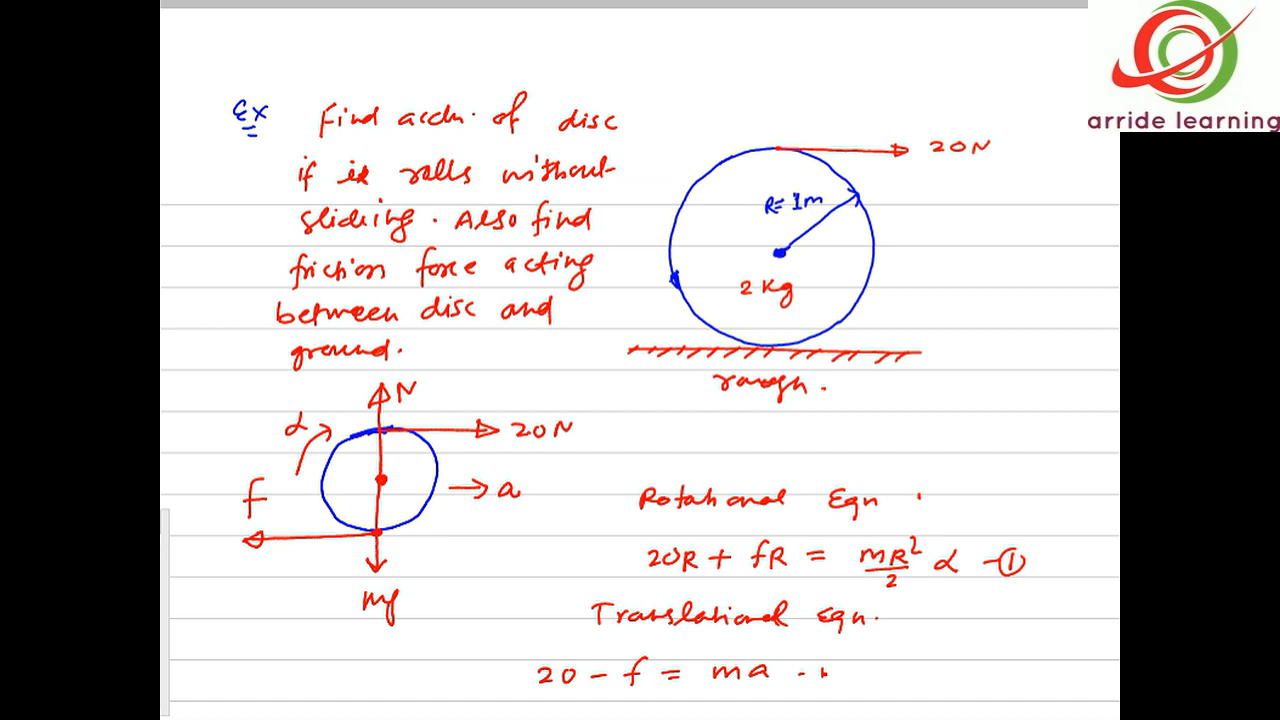 arride learning
Ex Find accln. of disc
if it rolls without
sliding. Also find
friction force acting
between disc and
ground.
20N
R= 1m
2 Kg
rough.
N
α
20N
f
a
mg
Rotational Eqn.
20R + fR = mR²/2 α -①
Translational Eqn.
20 - f = ma